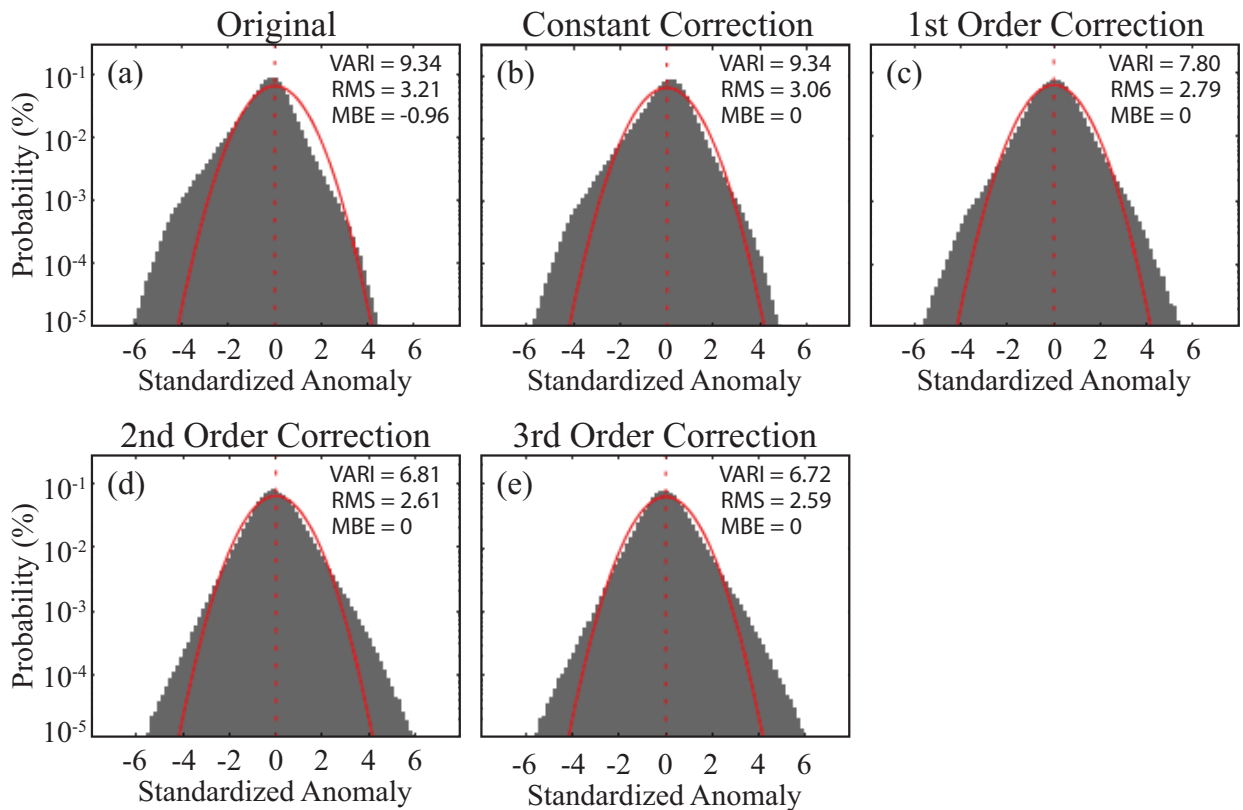 Original
Constant Correction
1st Order Correction
(a)
VARI = 9.34
RMS = 3.21
MBE = -0.96
(b)
VARI = 9.34
RMS = 3.06
MBE = 0
(c)
VARI = 7.80
RMS = 2.79
MBE = 0
Probability (%)
10⁻¹
10⁻²
10⁻³
10⁻⁴
10⁻⁵
-6 -4 -2 0 2 4 6
-6 -4 -2 0 2 4 6
-6 -4 -2 0 2 4 6
Standardized Anomaly
Standardized Anomaly
Standardized Anomaly
2nd Order Correction
3rd Order Correction
(d)
VARI = 6.81
RMS = 2.61
MBE = 0
(e)
VARI = 6.72
RMS = 2.59
MBE = 0
Probability (%)
10⁻¹
10⁻²
10⁻³
10⁻⁴
10⁻⁵
-6 -4 -2 0 2 4 6
-6 -4 -2 0 2 4 6
Standardized Anomaly
Standardized Anomaly